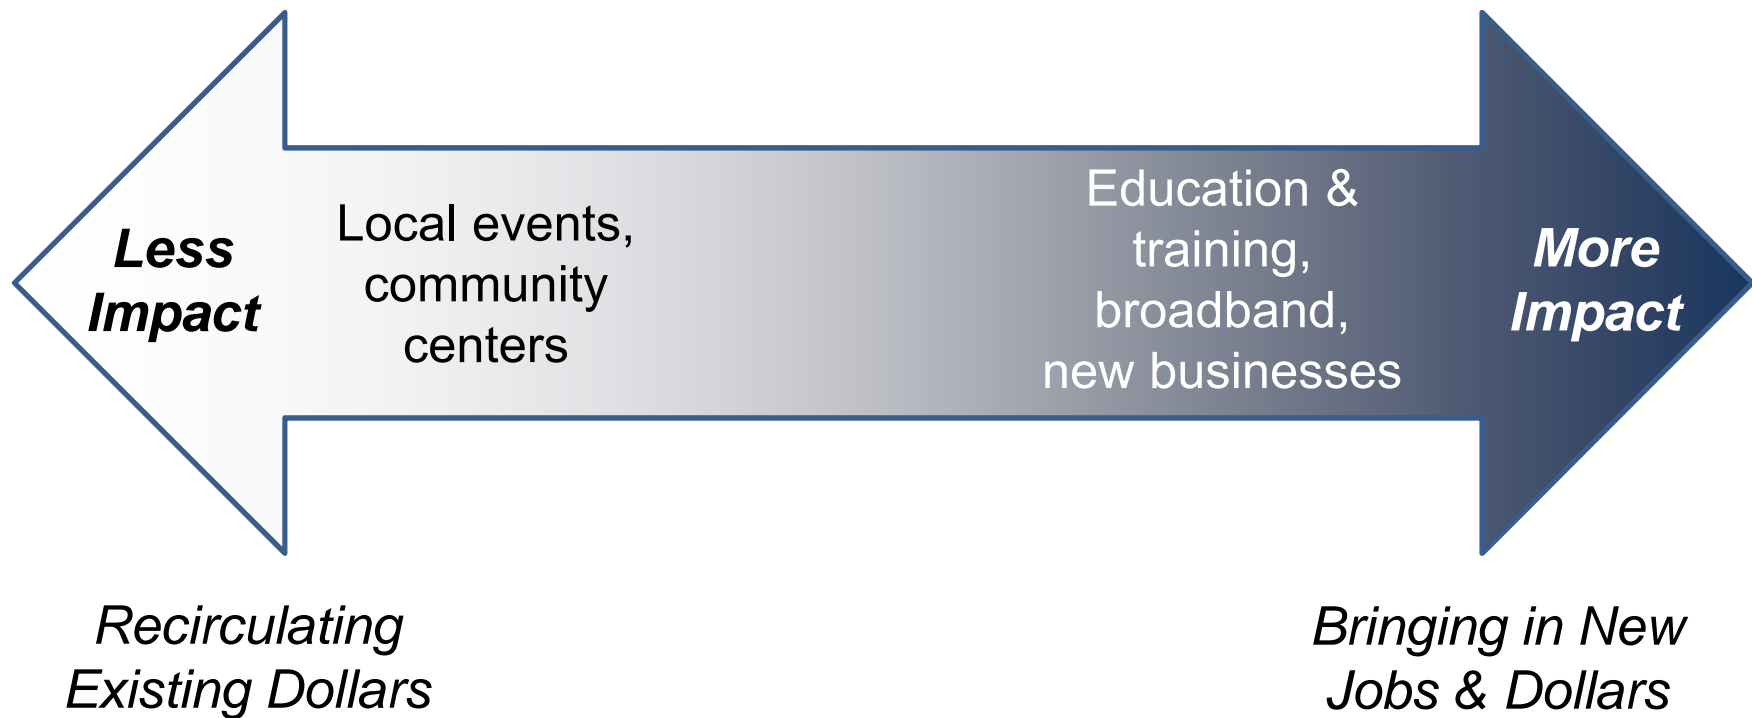 Less
Impact
Local events,
community
centers
Education &
training,
broadband,
new businesses
More
Impact
Recirculating
Existing Dollars
Bringing in New
Jobs & Dollars